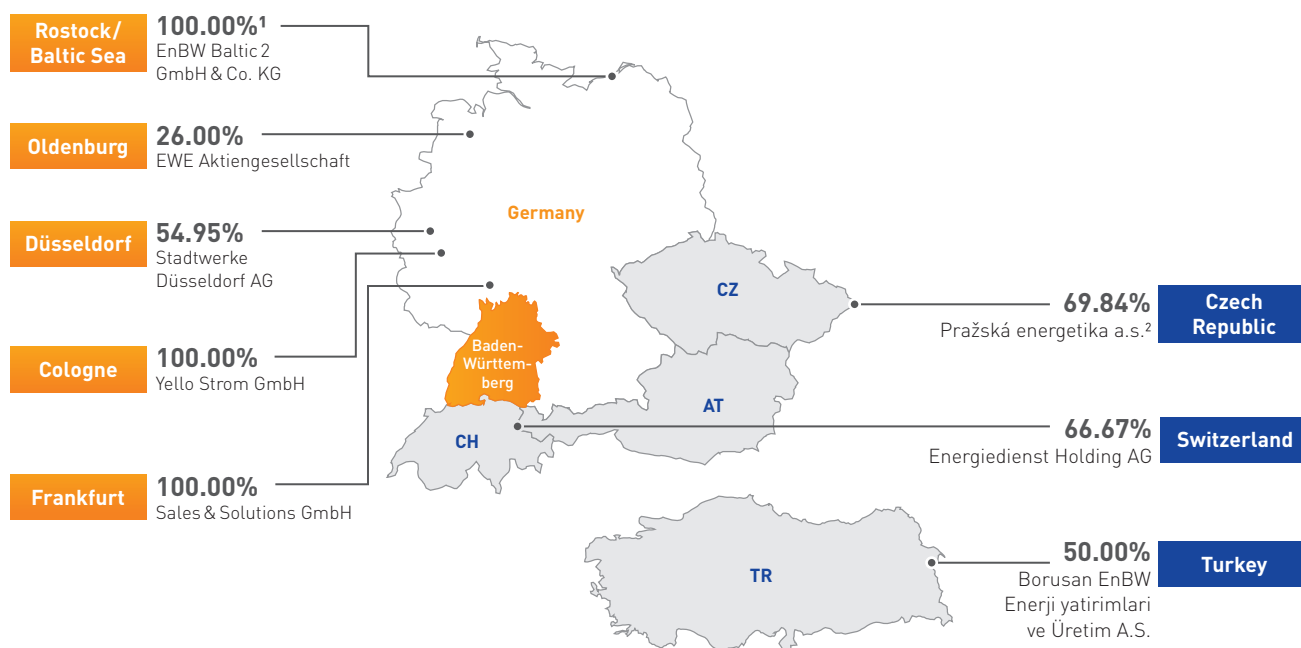 Rostock/
Baltic Sea
100.00%¹
EnBW Baltic 2
GmbH & Co. KG
Oldenburg
26.00%
EWE Aktiengesellschaft
Düsseldorf
54.95%
Stadtwerke
Düsseldorf AG
Cologne
100.00%
Yello Strom GmbH
Frankfurt
100.00%
Sales & Solutions GmbH
Germany
Baden-
Württem-
berg
CZ
AT
CH
TR
69.84%
Pražská energetika a.s.²
Czech
Republic
66.67%
Energiedienst Holding AG
Switzerland
50.00%
Borusan EnBW
Enerji yatirimlari
ve Üretim A.S.
Turkey